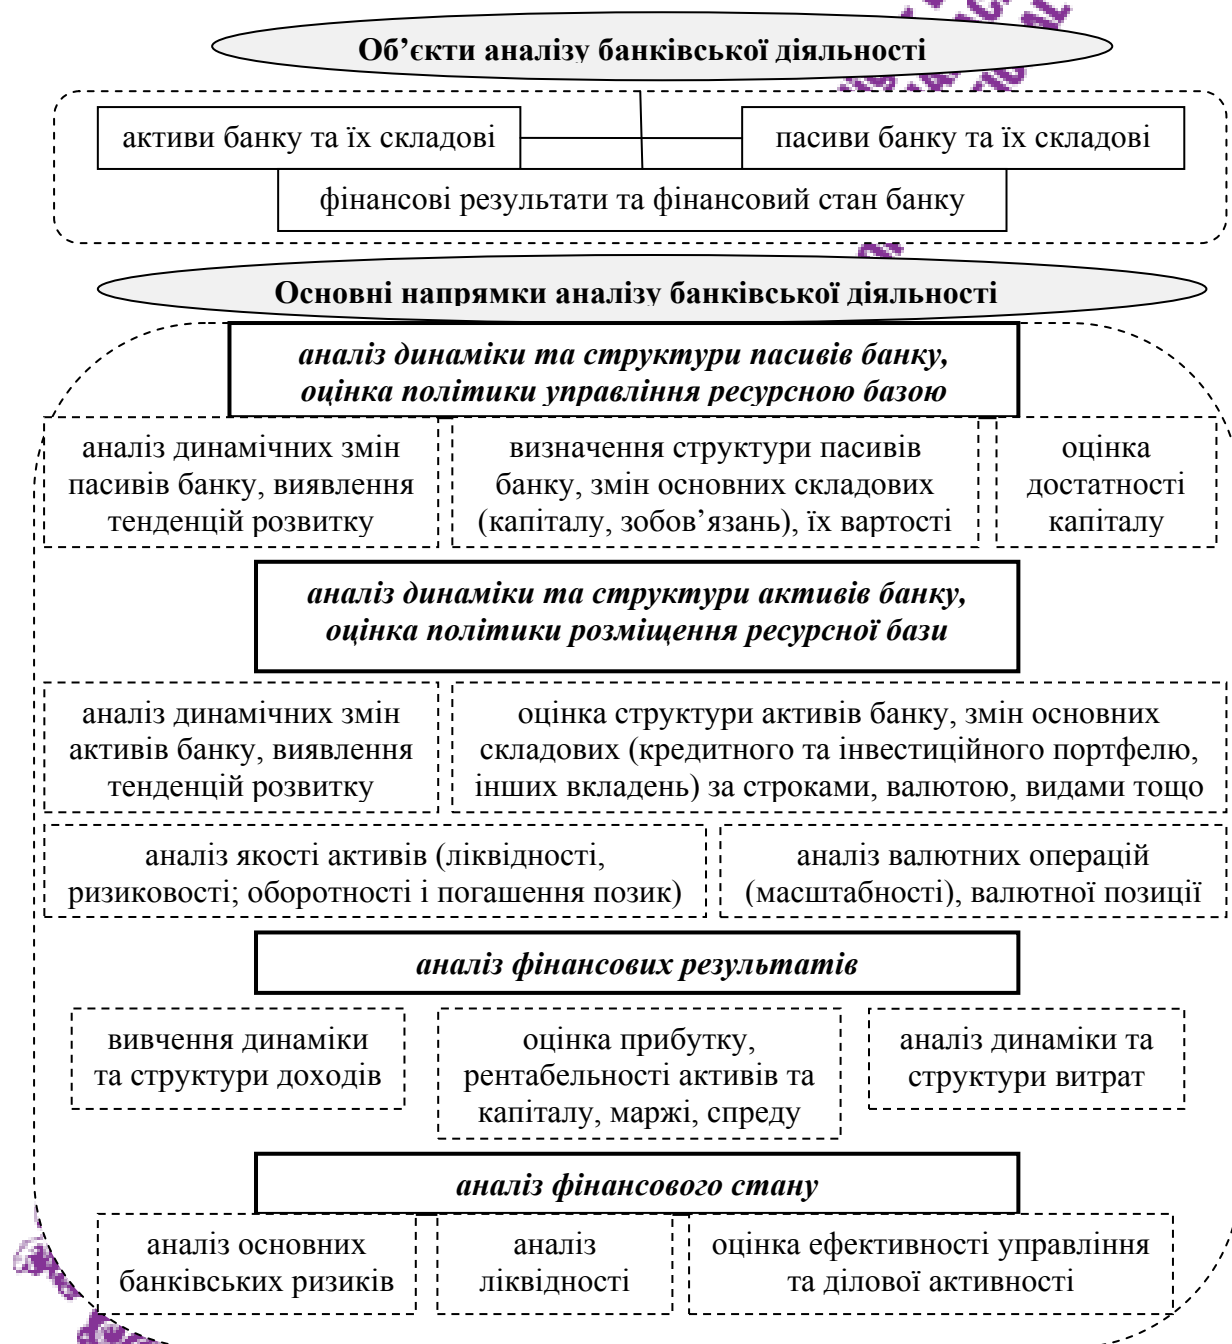 Об’єкти аналізу банківської діяльності
активи банку та їх складові
пасиви банку та їх складові
фінансові результати та фінансовий стан банку
Основні напрямки аналізу банківської діяльності
аналіз динаміки та структури пасивів банку,
оцінка політики управління ресурсною базою
аналіз динамічних змін
пасивів банку, виявлення
тенденцій розвитку
визначення структури пасивів
банку, змін основних складових
(капіталу, зобов’язань), їх вартості
оцінка
достатності
капіталу
аналіз динаміки та структури активів банку,
оцінка політики розміщення ресурсної бази
аналіз динамічних змін
активів банку, виявлення
тенденцій розвитку
оцінка структури активів банку, змін основних
складових (кредитного та інвестиційного портфелю,
інших вкладень) за строками, валютою, видами тощо
аналіз якості активів (ліквідності,
ризиковості; оборотності і погашення позик)
аналіз валютних операцій
(масштабності), валютної позиції
аналіз фінансових результатів
вивчення динаміки
та структури доходів
оцінка прибутку,
рентабельності активів та
капіталу, маржі, спреду
аналіз динаміки та
структури витрат
аналіз фінансового стану
аналіз основних
банківських ризиків
аналіз
ліквідності
оцінка ефективності управління
та ділової активності